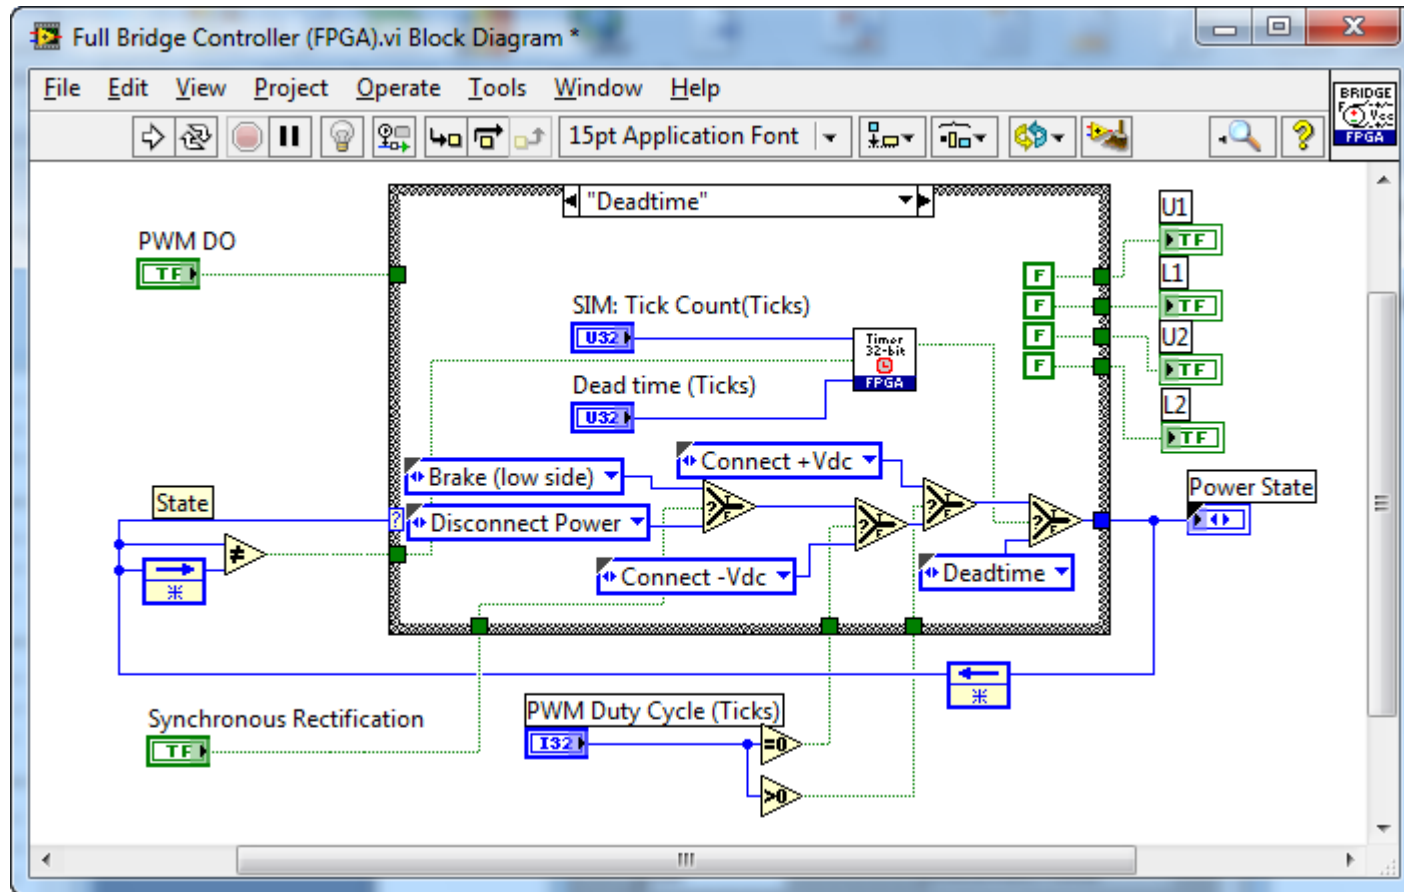 Full Bridge Controller (FPGA).vi Block Diagram *
File Edit View Project Operate Tools Window Help
BRIDGE
Vcc
FPGA
15pt Application Font
"Deadtime"
U1
TF
PWM DO
TF
L1
F
TF
F
SIM: Tick Count(Ticks)
U32
Timer
32-bit
FPGA
U2
F
TF
F
Dead time (Ticks)
U32
L2
TF
Connect +Vdc
Brake (low side)
State
Disconnect Power
Power State
?
≠
? T F
? T F
? T F
? T F
Connect -Vdc
Deadtime
Synchronous Rectification
TF
PWM Duty Cycle (Ticks)
I32
=0
>0